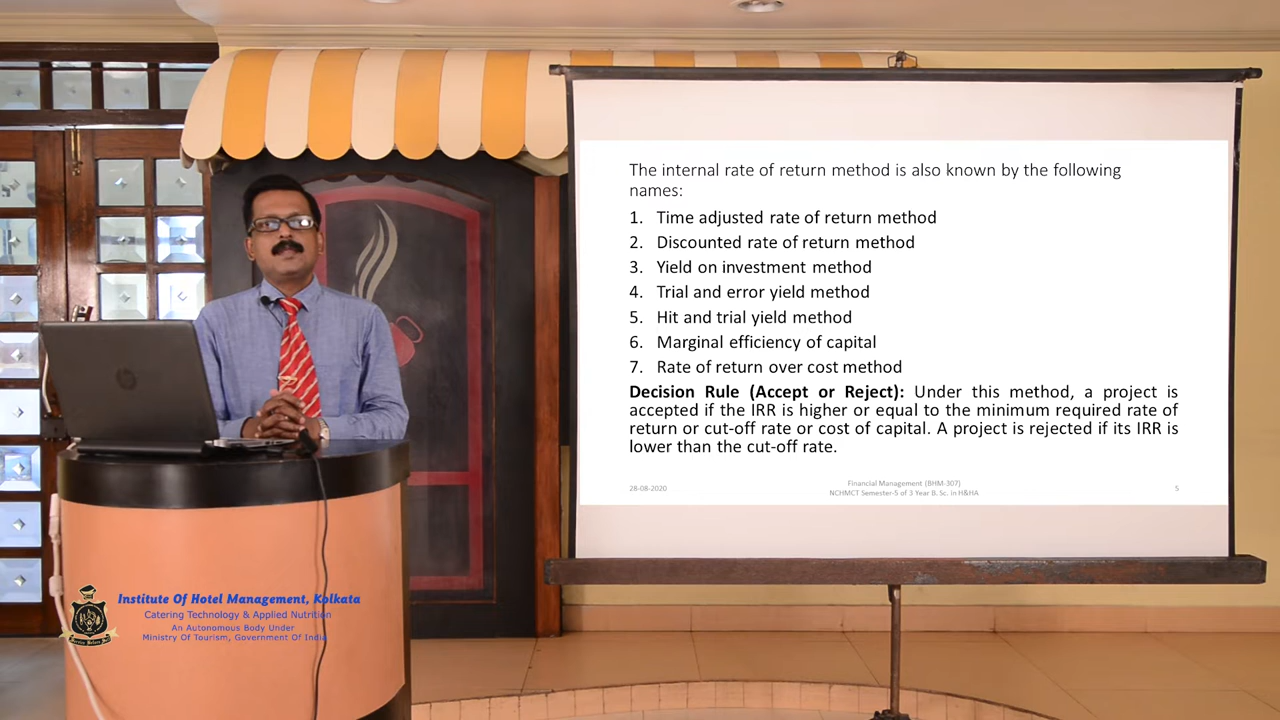 The internal rate of return method is also known by the following
names:
1. Time adjusted rate of return method
2. Discounted rate of return method
3. Yield on investment method
4. Trial and error yield method
5. Hit and trial yield method
6. Marginal efficiency of capital
7. Rate of return over cost method
Decision Rule (Accept or Reject): Under this method, a project is
accepted if the IRR is higher or equal to the minimum required rate of
return or cut-off rate or cost of capital. A project is rejected if its IRR is
lower than the cut-off rate.
28-08-2020
Financial Management (BHM-307)
NCHMCT Semester-5 of 3 Year B. Sc. in H&HA
5
hp
Institute Of Hotel Management, Kolkata
Catering Technology & Applied Nutrition
An Autonomous Body Under
Ministry Of Tourism, Government Of India